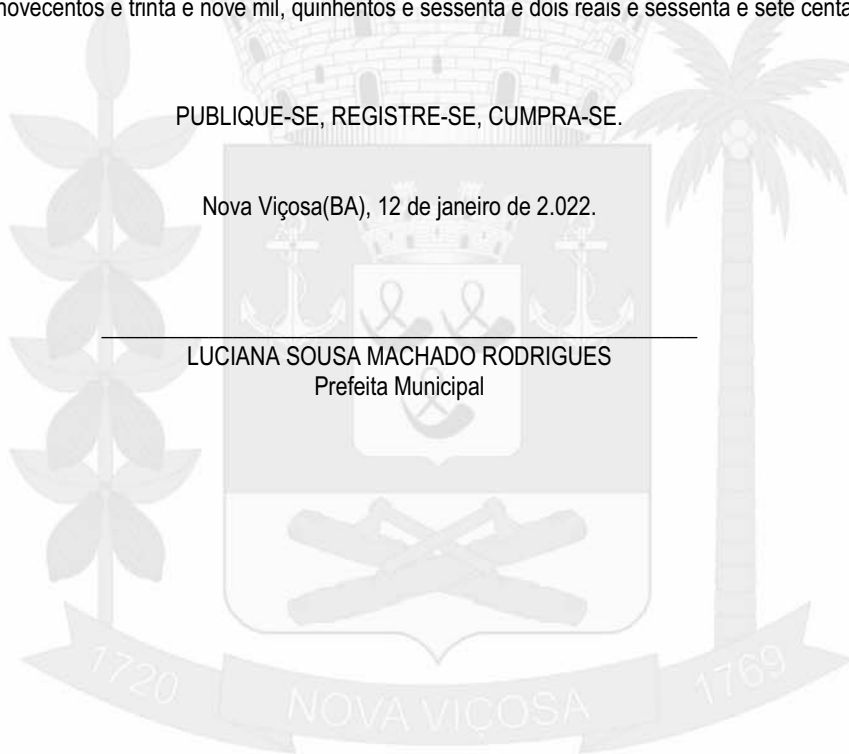 novecentos e trinta e nove mil, quinhentos e sessenta e dois reais e sessenta e sete
PUBLIQUE-SE, REGISTRE-SE, CUMPRA-SE.
Nova Viçosa(BA), 12 de janeiro de 2.022.
LUCIANA SOUSA MACHADO RODRIGUES
Prefeita Municipal
1720 NOVA VIÇOSA 1769